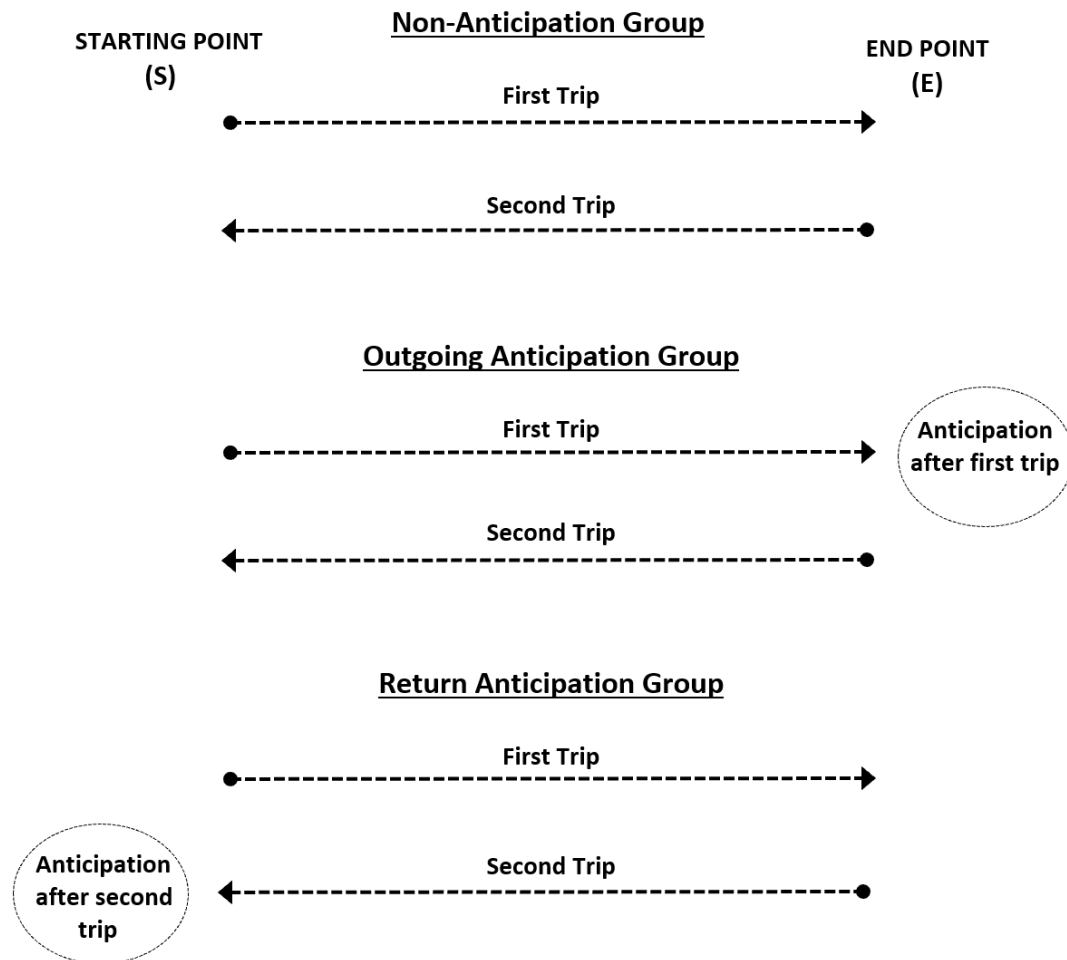 Non-Anticipation Group
STARTING POINT
(S)
END POINT
(E)
First Trip
Second Trip
Outgoing Anticipation Group
First Trip
Anticipation
after first trip
Second Trip
Return Anticipation Group
First Trip
Second Trip
Anticipation
after second
trip